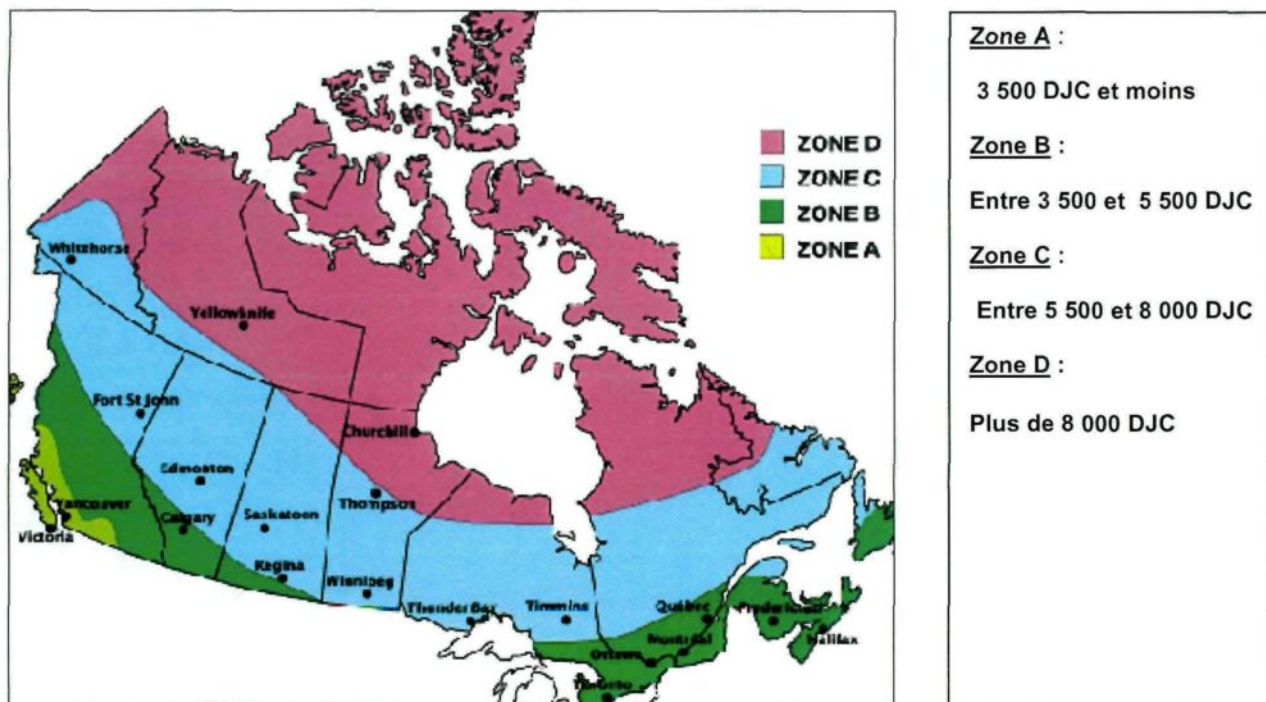 ZONE D
ZONE C
ZONE B
ZONE A
Whitehorse
Yellowknife
Fort St John
Churchill
Edmonton
Thompson
Vancouver
Calgary
Saskatoon
Victoria
Regina
Winnipeg
Thunder Bay
Timmins
Québec
Fredericton
Montréal
Halifax
Ottawa
Toronto
Zone A :
3 500 DJC et moins
Zone B :
Entre 3 500 et 5 500 DJC
Zone C :
Entre 5 500 et 8 000 DJC
Zone D :
Plus de 8 000 DJC